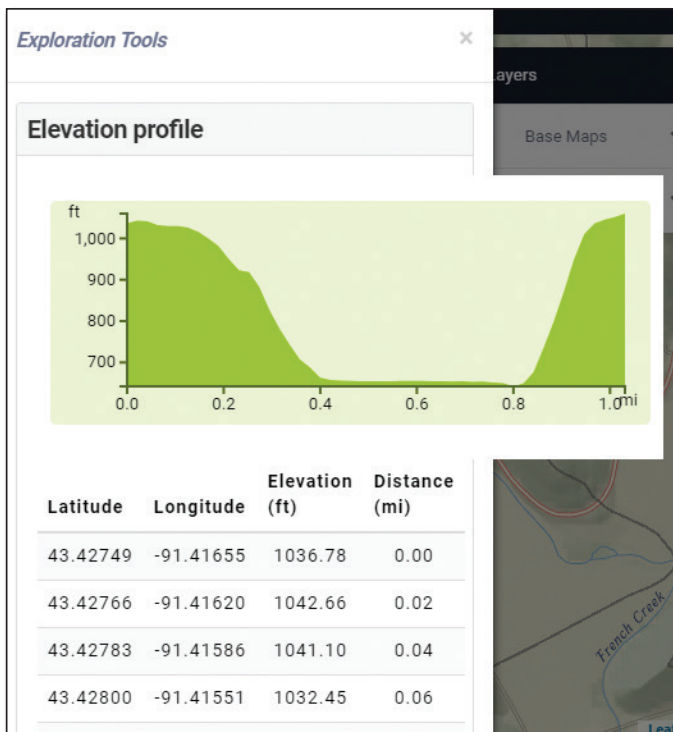 Exploration Tools ×
ayers
Elevation profile
Base Maps
ft
1,000
900
800
700
0.0 0.2 0.4 0.6 0.8 1.0 mi
Latitude Longitude Elevation (ft) Distance (mi)
43.42749 -91.41655 1036.78 0.00
43.42766 -91.41620 1042.66 0.02
43.42783 -91.41586 1041.10 0.04
43.42800 -91.41551 1032.45 0.06
French Creek
Leaf